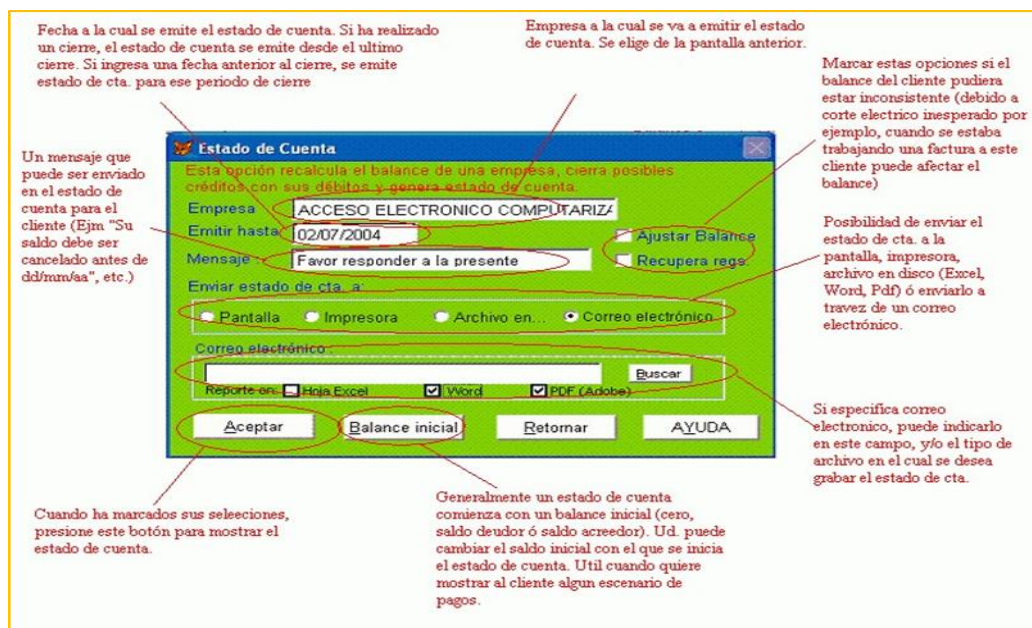 Fecha a la cual se emite el estado de cuenta. Si ha realizado
un cierre, el estado de cuenta se emite desde el ultimo
cierre. Si ingresa una fecha anterior al cierre, se emite
estado de cta. para ese periodo de cierre
Empresa a la cual se va a emitir el estado
de cuenta. Se elige de la pantalla anterior.
Marcar estas opciones si el
balance del cliente pudiera
estar inconsistente (debido a
corte electrico inesperado por
ejemplo, cuando se estaba
trabajando una factura a este
cliente puede afectar el
balance)
Un mensaje que
puede ser enviado
en el estado de
cuenta para el
cliente (Ejm "Su
saldo debe ser
cancelado antes de
dd/mm/aa", etc.)
Estado de Cuenta
Esta opción recalcula el balance de una empresa, cierra posibles
créditos con sus débitos y genera estado de cuenta.
Empresa ACCESO ELECTRONICO COMPUTARIZA
Emitir hasta 02/07/2004
Ajustar Balance
Mensaje : Favor responder a la presente
Recupera regs.
Enviar estado de cta. a:
Pantalla Impresora Archivo en... Correo electrónico
Correo electrónico :
Buscar
Reporte en: Hoja Excel Word PDF (Adobe)
Aceptar Balance inicial Retornar AYUDA
Posibilidad de enviar el
estado de cta. a la
pantalla, impresora,
archivo en disco (Excel,
Word, Pdf) ó enviarlo a
travez de un correo
electrónico.
Si especifica correo
electronico, puede indicarlo
en este campo, y/o el tipo de
archivo en el cual se desea
grabar el estado de cta.
Cuando ha marcados sus seleciones,
presione este botón para mostrar el
estado de cuenta.
Generalmente un estado de cuenta
comienza con un balance inicial (cero,
saldo deudor ó saldo acreedor). Ud. puede
cambiar el saldo inicial con el que se inicia
el estado de cuenta. Util cuando quiere
mostrar al cliente algun escenario de
pagos.